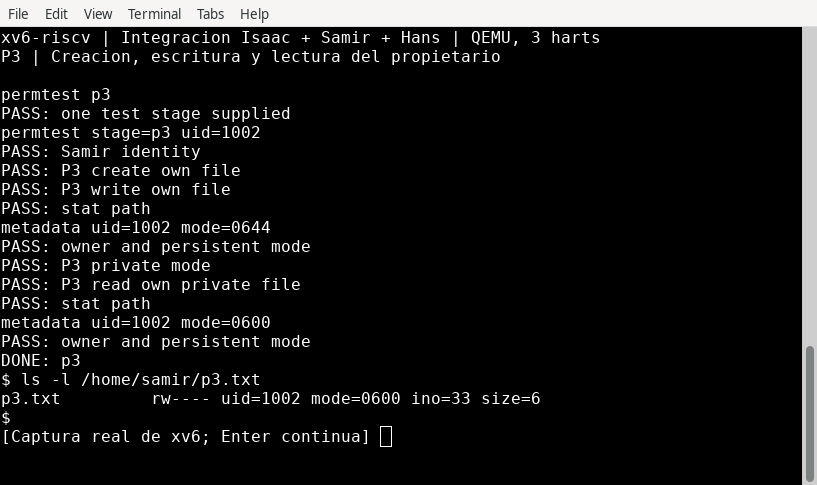 File Edit View Terminal Tabs Help
xv6-riscv | Integracion Isaac + Samir + Hans | QEMU, 3 harts
P3 | Creacion, escritura y lectura del propietario
permtest p3
PASS: one test stage supplied
permtest stage=p3 uid=1002
PASS: Samir identity
PASS: P3 create own file
PASS: P3 write own file
PASS: stat path
metadata uid=1002 mode=0644
PASS: owner and persistent mode
PASS: P3 private mode
PASS: P3 read own private file
PASS: stat path
metadata uid=1002 mode=0600
PASS: owner and persistent mode
DONE: p3
$ ls -l /home/samir/p3.txt
p3.txt         rw---- uid=1002 mode=0600 ino=33 size=6
$
[Captura real de xv6; Enter continua]